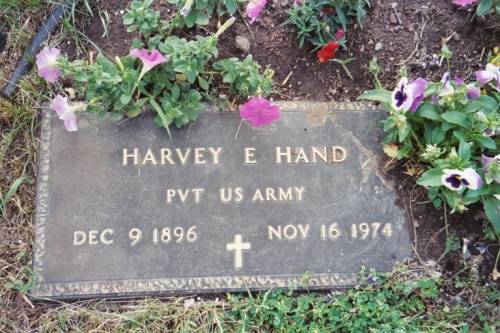 HARVEY E HAND
PVT US ARMY
DEC 9 1896 NOV 16 1974